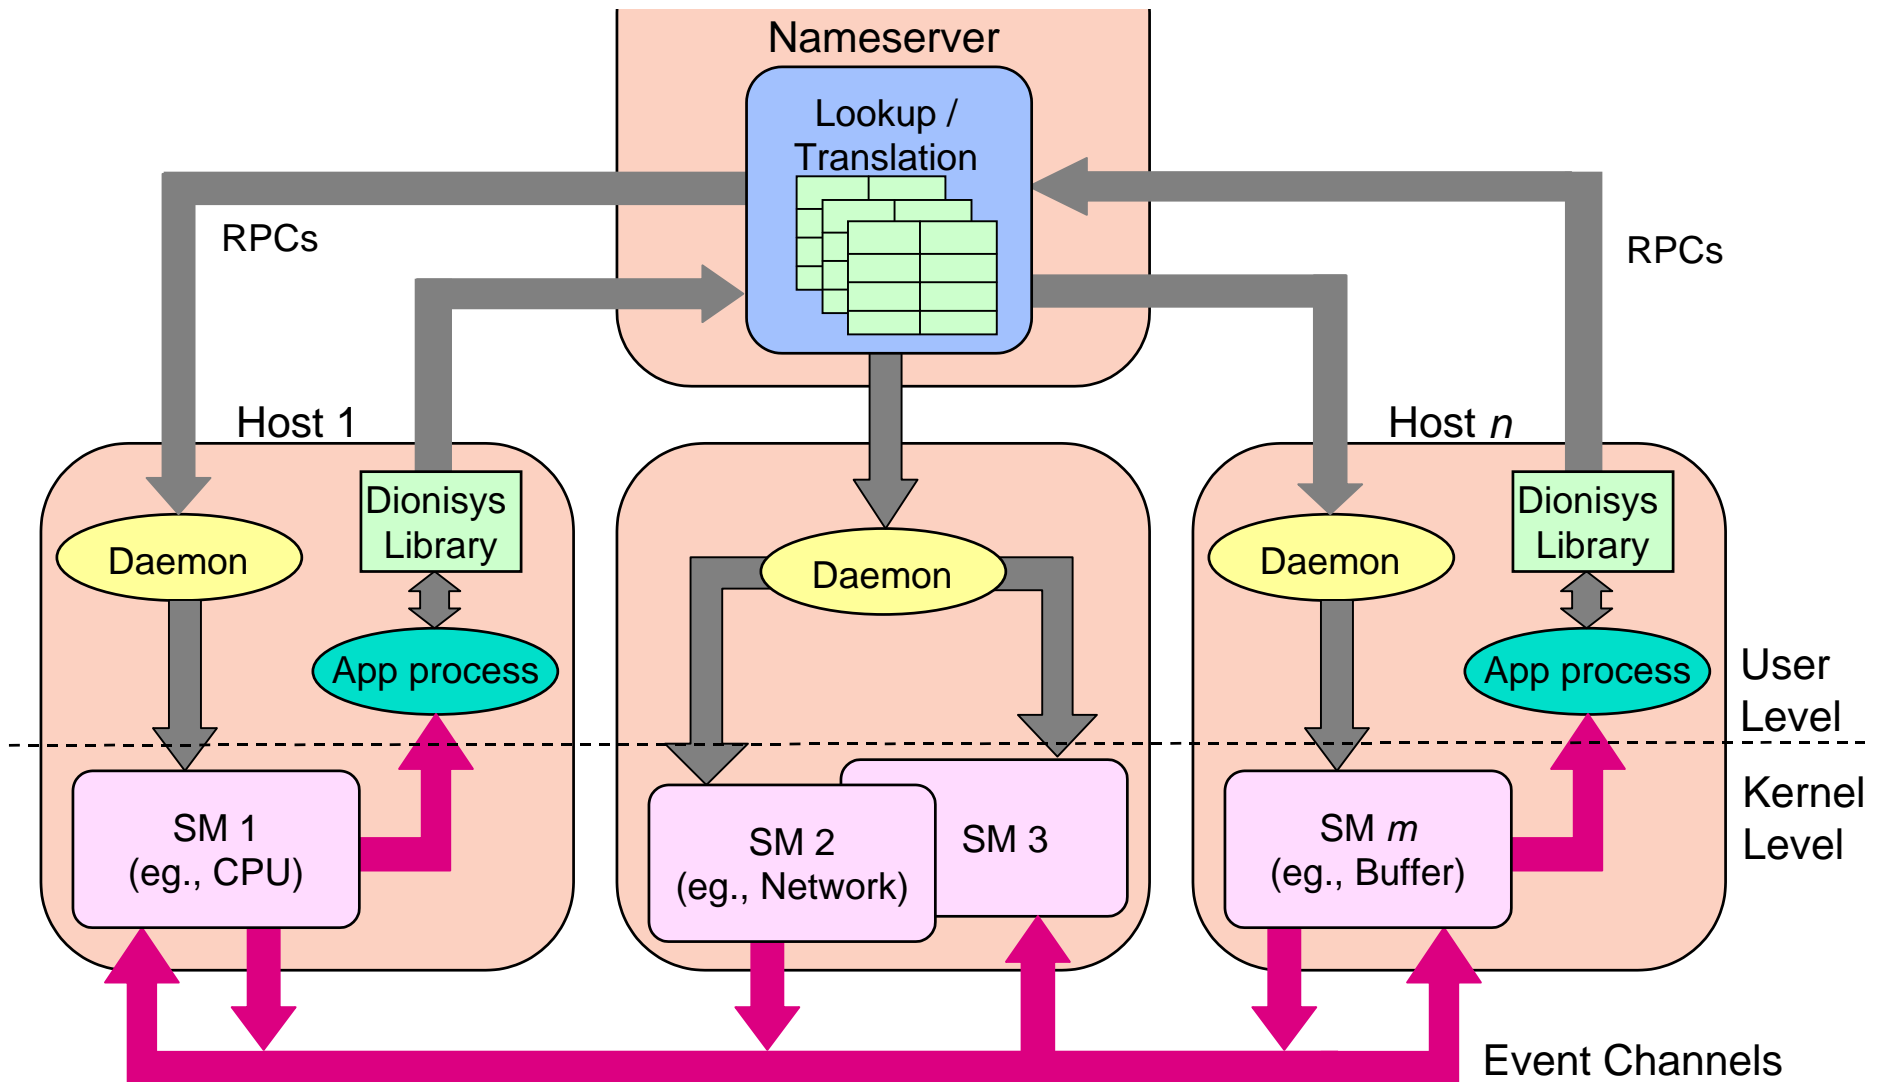 Nameserver
Lookup /
Translation
RPCs
RPCs
Host 1
Host n
Dionisys
Library
Daemon
App process
Daemon
Dionisys
Library
Daemon
App process
User
Level
Kernel
Level
SM 1
(eg., CPU)
SM 2
(eg., Network)
SM 3
SM m
(eg., Buffer)
Event Channels